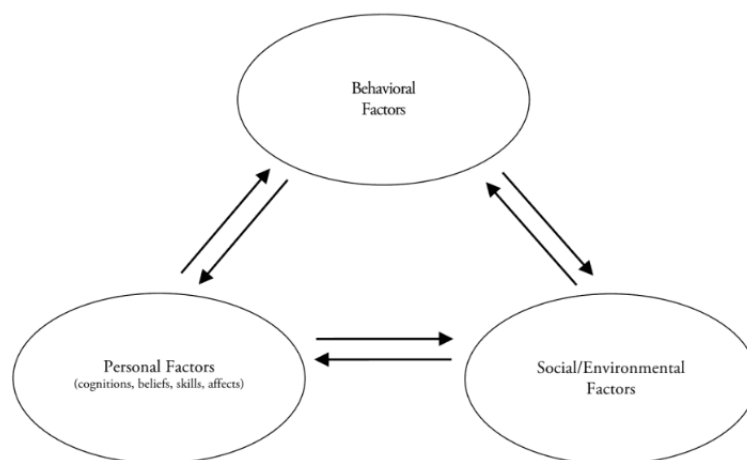 Behavioral
Factors
Personal Factors
(cognitions, beliefs, skills, affects)
Social/Environmental
Factors